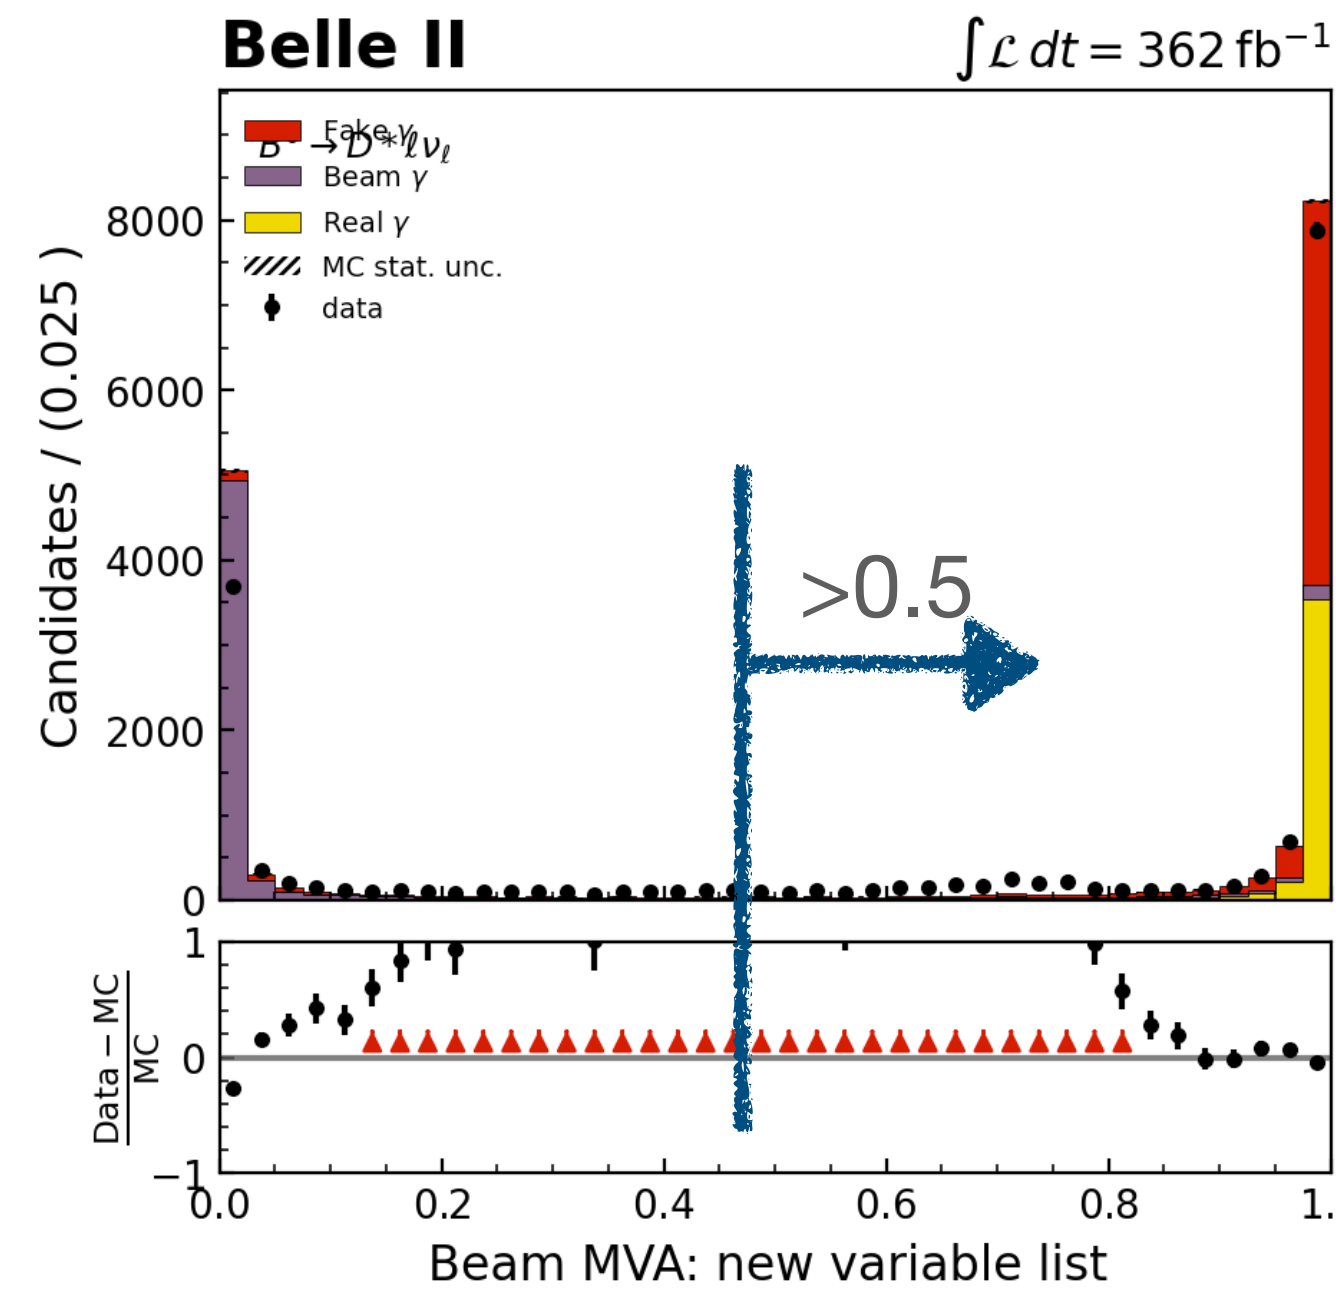 Belle II
∫ℒ dt = 362 fb⁻¹
Fake γ
B → D*ℓν_ℓ
Beam γ
Real γ
MC stat. unc.
data
Candidates / (0.025 )
8000
6000
4000
2000
0
>0.5
Data − MC
MC
1
0
−1
0.0 0.2 0.4 0.6 0.8 1.
Beam MVA: new variable list